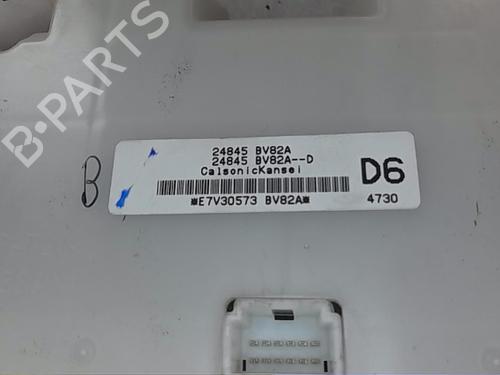 B-PARTS
24845 BV82A
24845 BV82A--D
CalsonicKansei
D6
*E7V30573 BV82A*
4730
B